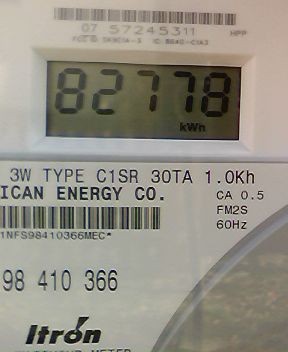 07 57245311
HPP
82778
kWh
3W TYPE C1SR 30TA 1.0Kh
ICAN ENERGY CO.
CA 0.5
FM2S
60Hz
1NFS98410366MEC*
98 410 366
Itron